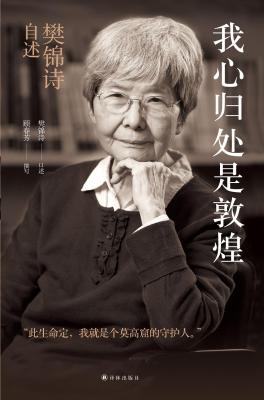 我心归处是敦煌
樊锦诗
自述
樊锦诗 口述
顾春芳 撰写
“此生命定，我就是个莫高窟的守护人。”
译林出版社